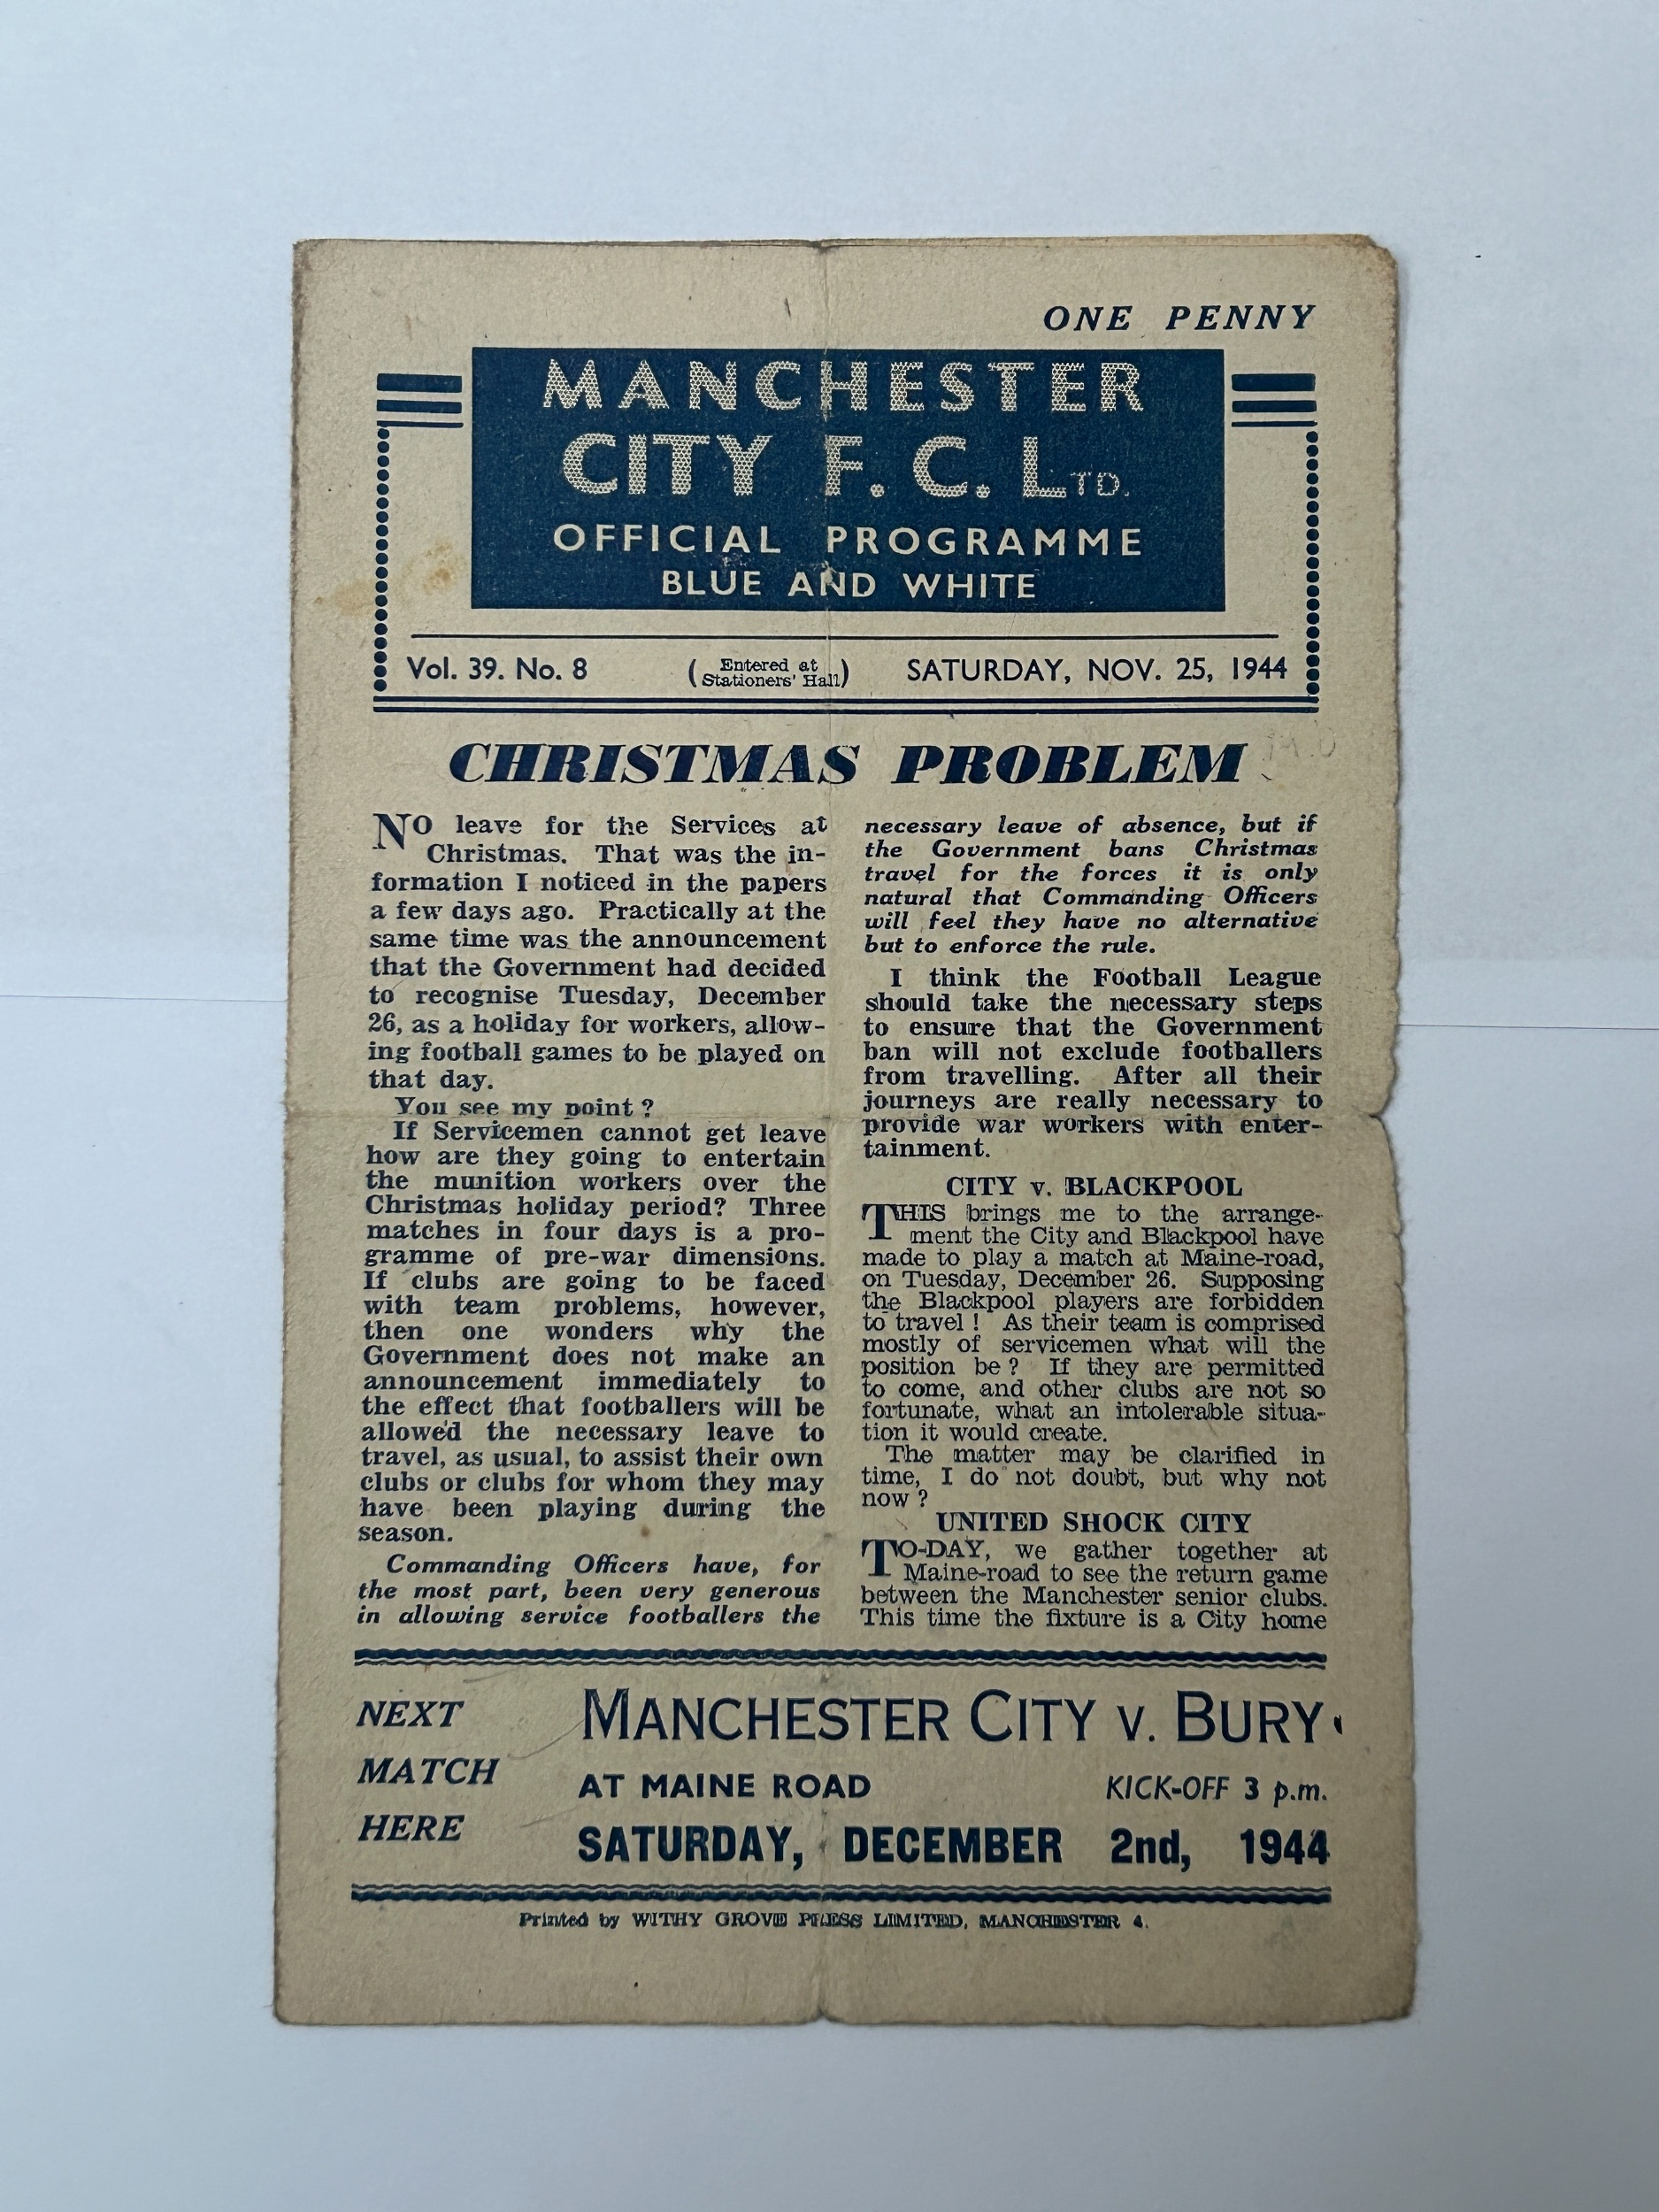 ONE PENNY
MANCHESTER
CITY F. C. LTD.
OFFICIAL PROGRAMME
BLUE AND WHITE
Vol. 39. No. 8
(Entered at
Stationers' Hall)
SATURDAY, NOV. 25, 1944
CHRISTMAS PROBLEM
NO leave for the Services at
Christmas. That was the in-
formation I noticed in the papers
a few days ago. Practically at the
same time was the announcement
that the Government had decided
to recognise Tuesday, December
26, as a holiday for workers, allow-
ing football games to be played on
that day.
You see my point?
If Servicemen cannot get leave
how are they going to entertain
the munition workers over the
Christmas holiday period? Three
matches in four days is a pro-
gramme of pre-war dimensions.
If clubs are going to be faced
with team problems, however,
then one wonders why the
Government does not make an
announcement immediately to
the effect that footballers will be
allowed the necessary leave to
travel, as usual, to assist their own
clubs or clubs for whom they may
have been playing during the
season.
Commanding Officers have, for
the most part, been very generous
in allowing service footballers the
necessary leave of absence, but if
the Government bans Christmas
travel for the forces it is only
natural that Commanding Officers
will feel they have no alternative
but to enforce the rule.
I think the Football League
should take the necessary steps
to ensure that the Government
ban will not exclude footballers
from travelling. After all their
journeys are really necessary to
provide war workers with enter-
tainment.
CITY v. BLACKPOOL
THIS brings me to the arrange-
ment the City and Blackpool have
made to play a match at Maine-road,
on Tuesday, December 26. Supposing
the Blackpool players are forbidden
to travel! As their team is comprised
mostly of servicemen what will the
position be? If they are permitted
to come, and other clubs are not so
fortunate, what an intolerable situa-
tion it would create.
The matter may be clarified in
time, I do not doubt, but why not
now?
UNITED SHOCK CITY
TO-DAY, we gather together at
Maine-road to see the return game
between the Manchester senior clubs.
This time the fixture is a City home
NEXT
MATCH
HERE
MANCHESTER CITY v. BURY
AT MAINE ROAD
KICK-OFF 3 p.m.
SATURDAY, DECEMBER 2nd, 1944
Printed by WITHY GROVE PRESS LIMITED, MANCHESTER 4.